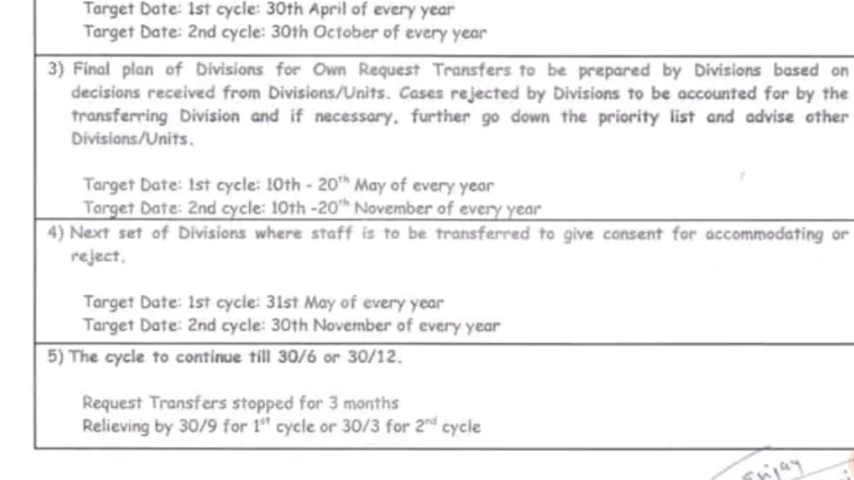 Target Date: 1st cycle: 30th April of every year
Target Date: 2nd cycle: 30th October of every year
3) Final plan of Divisions for Own Request Transfers to be prepared by Divisions based on
decisions received from Divisions/Units. Cases rejected by Divisions to be accounted for by the
transferring Division and if necessary, further go down the priority list and advise other
Divisions/Units.
Target Date: 1st cycle: 10th - 20th May of every year
Target Date: 2nd cycle: 10th -20th November of every year
4) Next set of Divisions where staff is to be transferred to give consent for accommodating or
reject.
Target Date: 1st cycle: 31st May of every year
Target Date: 2nd cycle: 30th November of every year
5) The cycle to continue till 30/6 or 30/12.
Request Transfers stopped for 3 months
Relieving by 30/9 for 1st cycle or 30/3 for 2nd cycle